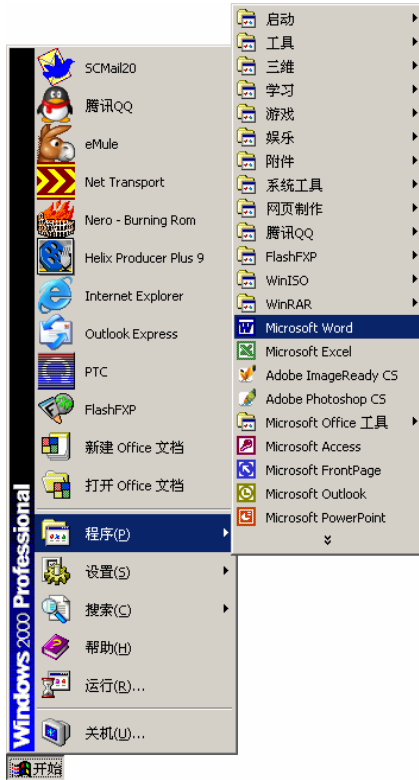 SCMail20
腾讯QQ
eMule
Net Transport
Nero - Burning Rom
Helix Producer Plus 9
Internet Explorer
Outlook Express
PTC
FlashFXP
新建 Office 文档
打开 Office 文档
程序(P)
设置(S)
搜索(C)
帮助(H)
运行(R)...
关机(U)...
Windows 2000 Professional
开始
启动
工具
三维
学习
游戏
娱乐
附件
系统工具
网页制作
腾讯QQ
FlashFXP
WinISO
WinRAR
Microsoft Word
Microsoft Excel
Adobe ImageReady CS
Adobe Photoshop CS
Microsoft Office 工具
Microsoft Access
Microsoft FrontPage
Microsoft Outlook
Microsoft PowerPoint